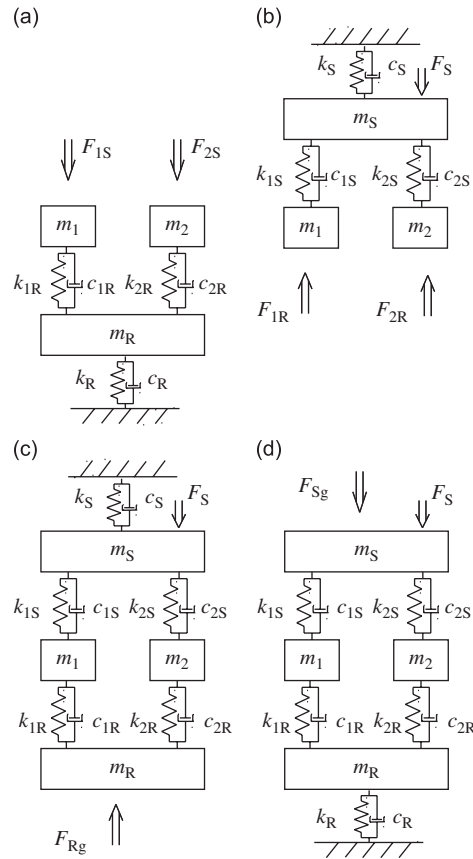 (a)
F1S F2S
m1 m2
k1R c1R k2R c2R
mR
kR cR
(b)
kS cS FS
mS
k1S c1S k2S c2S
m1 m2
F1R F2R
(c)
kS cS FS
mS
k1S c1S k2S c2S
m1 m2
k1R c1R k2R c2R
mR
FRg
(d)
FSg FS
mS
k1S c1S k2S c2S
m1 m2
k1R c1R k2R c2R
mR
kR cR